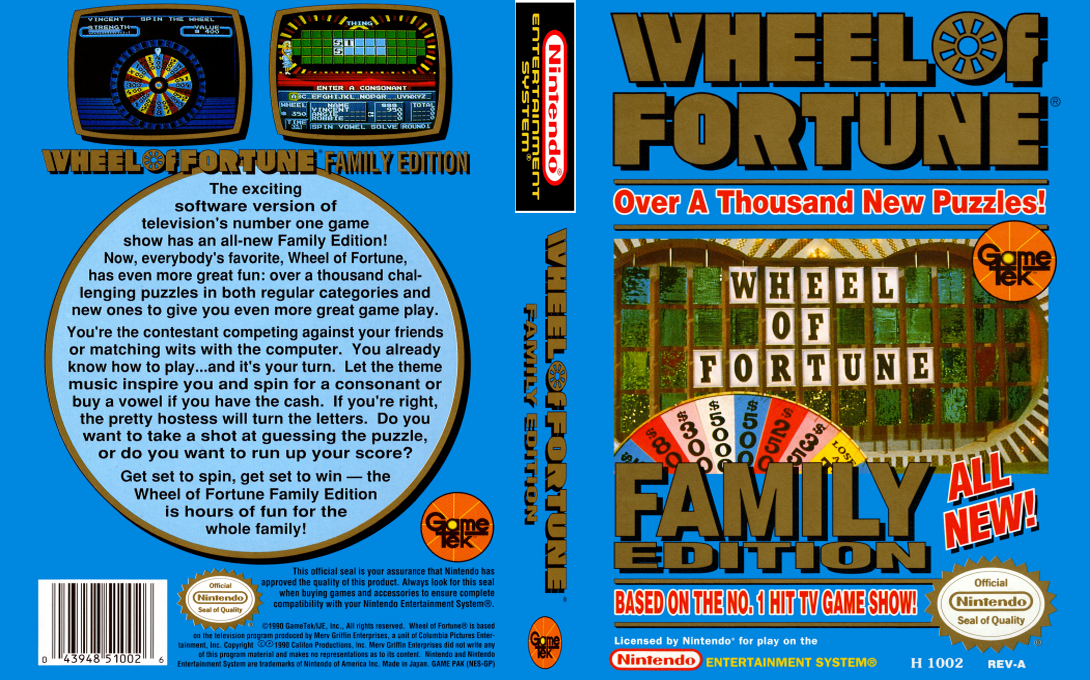 VINCENT SPIN THE WHEEL
STRENGTH
VALUE
$ 400
THING
ENTER A CONSONANT
WHEEL
$ 350
TIME
NAME
VINCENT
ANGIE
ROBBIE
$$$
950
TOTAL
SPIN VOWEL SOLVE ROUND1
WHEEL of FORTUNE® FAMILY EDITION
The exciting
software version of
television's number one game
show has an all-new Family Edition!
Now, everybody's favorite, Wheel of Fortune,
has even more great fun: over a thousand chal-
lenging puzzles in both regular categories and
new ones to give you even more great game play.
You're the contestant competing against your friends
or matching wits with the computer. You already
know how to play...and it's your turn. Let the theme
music inspire you and spin for a consonant or
buy a vowel if you have the cash. If you're right,
the pretty hostess will turn the letters. Do you
want to take a shot at guessing the puzzle,
or do you want to run up your score?
Get set to spin, get set to win — the
Wheel of Fortune Family Edition
is hours of fun for the
whole family!
GameTek
This official seal is your assurance that Nintendo has
approved the quality of this product. Always look for this seal
when buying games and accessories to ensure complete
compatibility with your Nintendo Entertainment System®.
Official
Nintendo
Seal of Quality
©1990 GameTek/IJE, Inc., All rights reserved. Wheel of Fortune® is based
on the television program produced by Merv Griffin Enterprises, a unit of Columbia Pictures Enter-
tainment, Inc. Copyright ©1990 Califon Productions, Inc. Merv Griffin Enterprises did not write any
of this program material and makes no representations as to its content. Nintendo and Nintendo
Entertainment System are trademarks of Nintendo of America Inc. Made in Japan. GAME PAK (NES-GP)
0 43948 51002 6
Nintendo®
ENTERTAINMENT
SYSTEM®
WHEEL of FORTUNE®
FAMILY EDITION
GameTek
WHEEL of
FORTUNE®
Over A Thousand New Puzzles!
GameTek
WHEEL
OF
FORTUNE
$300
$500
$500
$250
LOSE
FAMILY
EDITION
ALL
NEW!
BASED ON THE NO. 1 HIT TV GAME SHOW!
Official
Nintendo
Seal of Quality
Licensed by Nintendo® for play on the
Nintendo ENTERTAINMENT SYSTEM®
H 1002 REV-A